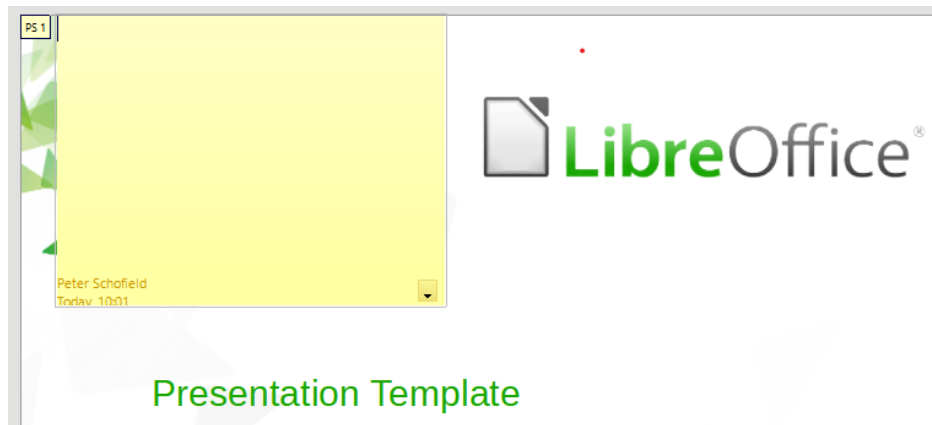 PS 1
LibreOffice®
Peter Schofield
Today, 10:01
Presentation Template